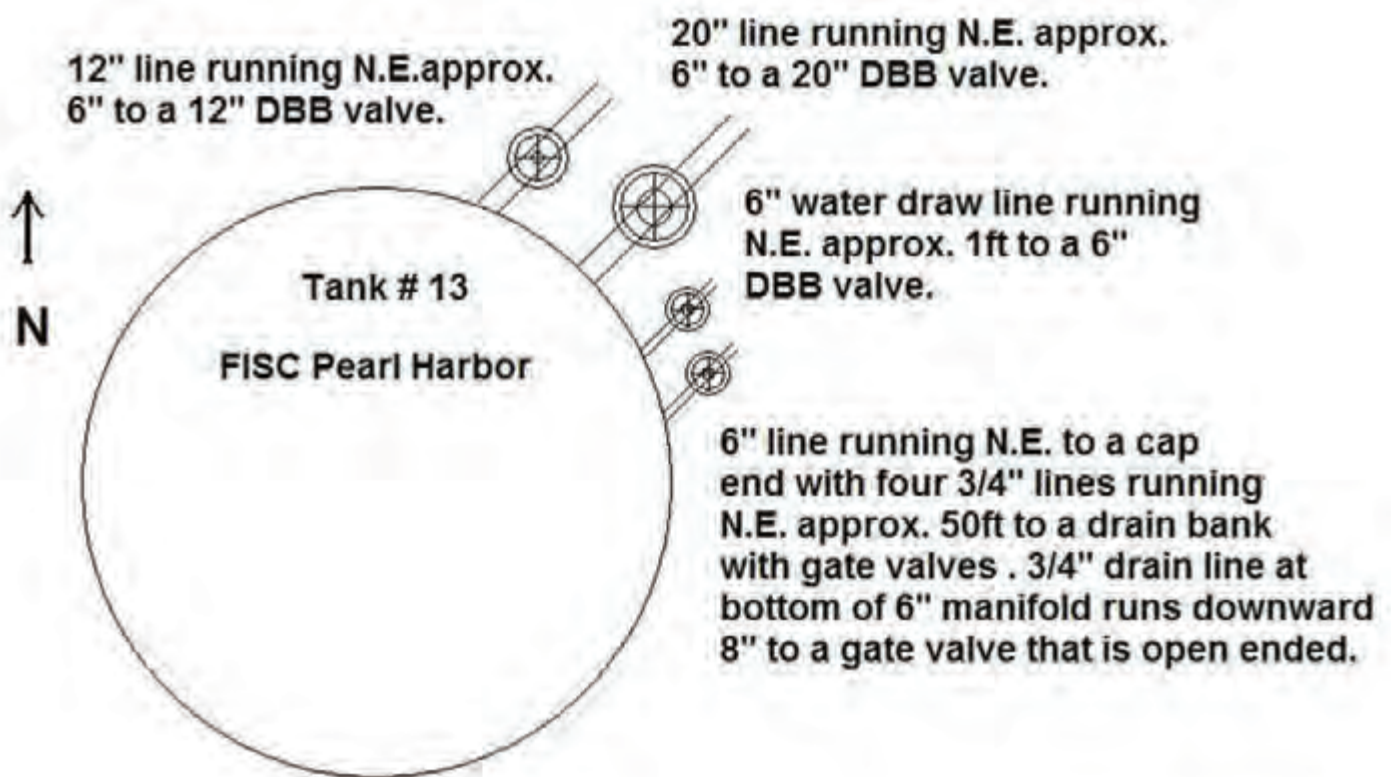 12" line running N.E.approx.
6" to a 12" DBB valve.
20" line running N.E. approx.
6" to a 20" DBB valve.
6" water draw line running
N.E. approx. 1ft to a 6"
DBB valve.
N
Tank # 13
FISC Pearl Harbor
6" line running N.E. to a cap
end with four 3/4" lines running
N.E. approx. 50ft to a drain bank
with gate valves . 3/4" drain line at
bottom of 6" manifold runs downward
8" to a gate valve that is open ended.